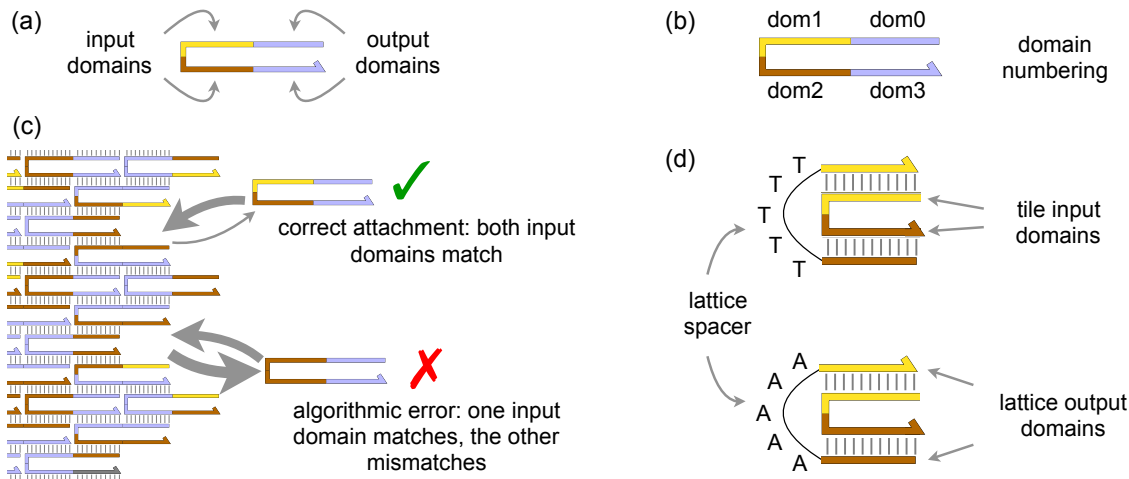 (a)
input
domains
output
domains
(b)
dom1
dom0
dom2
dom3
domain
numbering
(c)
correct attachment: both input
domains match
algorithmic error: one input
domain matches, the other
mismatches
(d)
T
T
T
T
T
tile input
domains
lattice
spacer
A
A
A
A
A
lattice output
domains